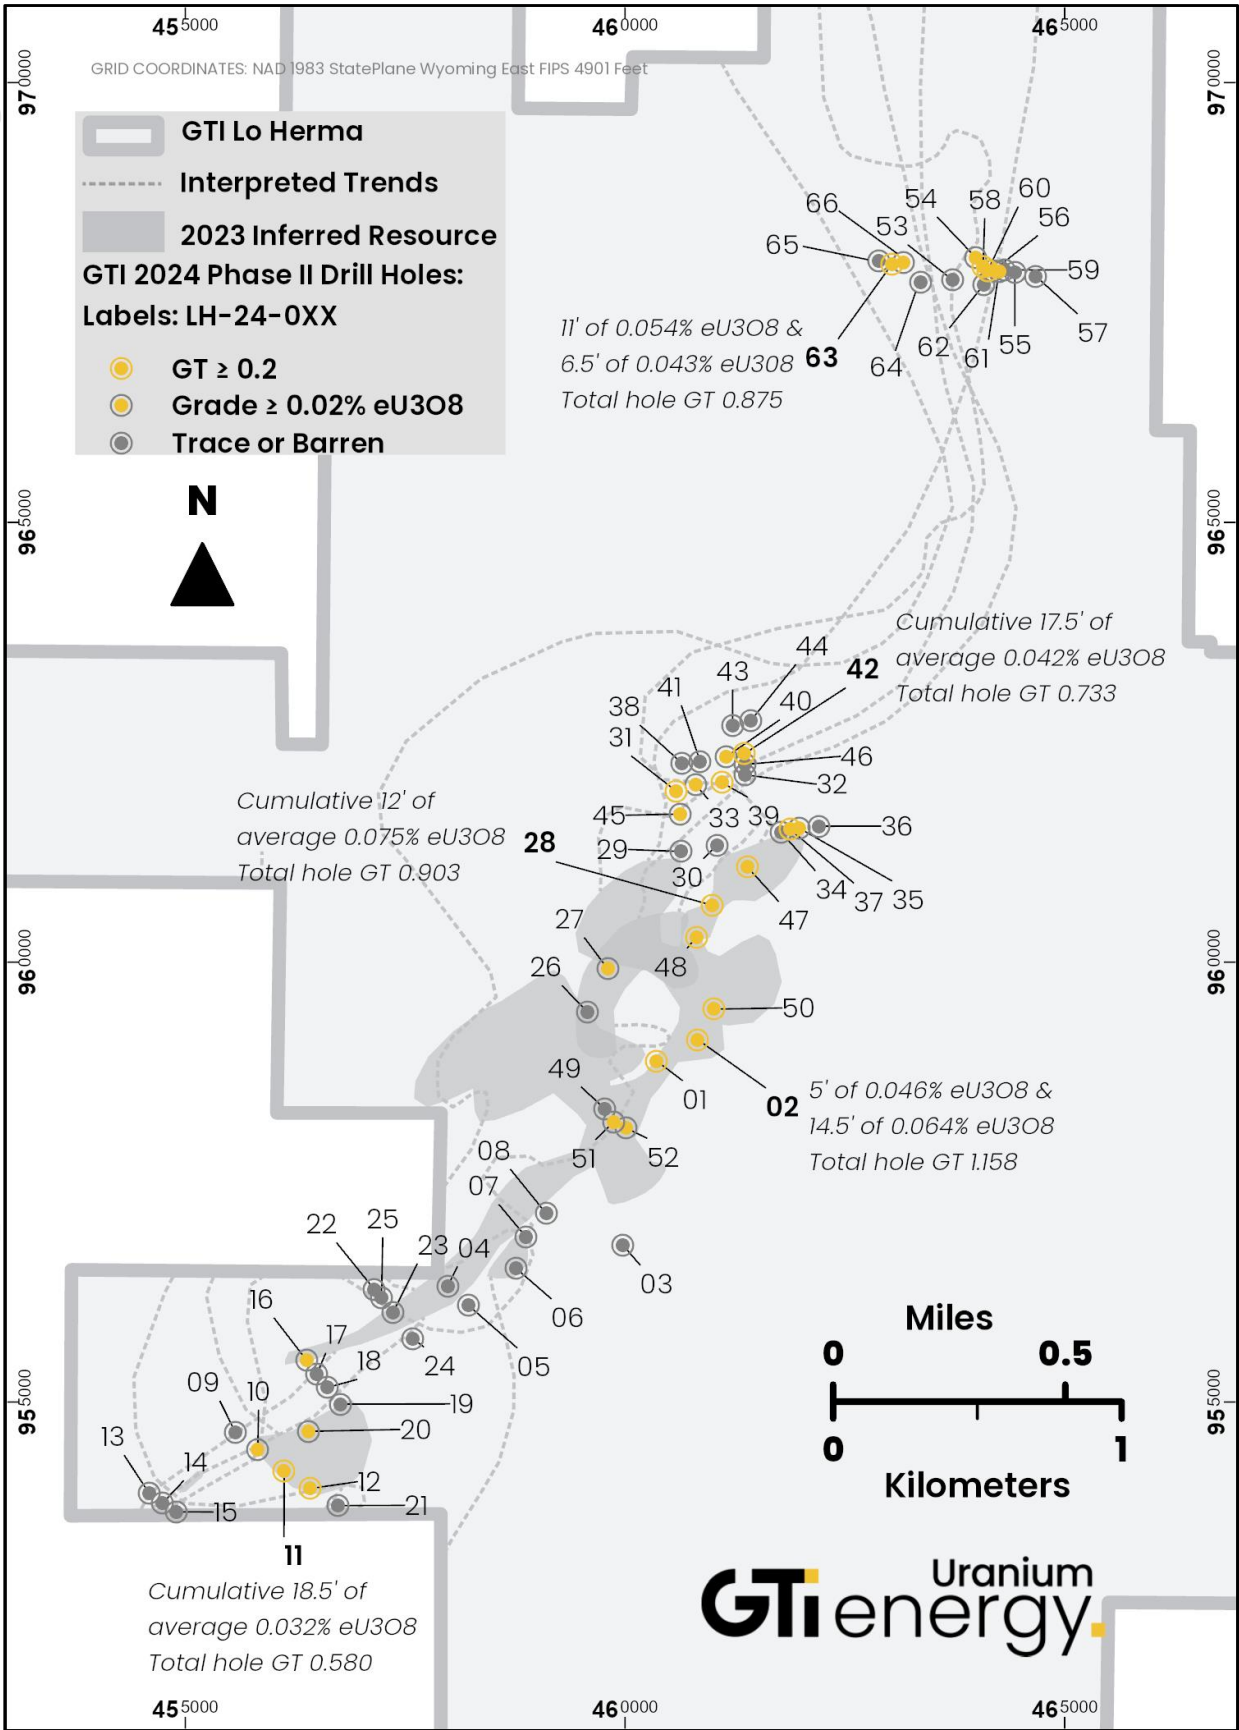 455000
460000
465000
GRID COORDINATES: NAD 1983 StatePlane Wyoming East FIPS 4901 Feet
970000
970000
GTI Lo Herma
Interpreted Trends
2023 Inferred Resource
GTI 2024 Phase II Drill Holes:
Labels: LH-24-0XX
GT ≥ 0.2
Grade ≥ 0.02% eU3O8
Trace or Barren
N
965000
965000
66
54
58
60
53
56
65
59
57
11' of 0.054% eU3O8 &
6.5' of 0.043% eU308
Total hole GT 0.875
63
64
62
61
55
Cumulative 17.5' of
average 0.042% eU3O8
Total hole GT 0.733
42
44
43
41
40
38
31
46
32
45
33
39
36
29
30
34
37
35
Cumulative 12' of
average 0.075% eU3O8
Total hole GT 0.903
28
47
27
48
26
960000
960000
50
49
01
02
5' of 0.046% eU3O8 &
14.5' of 0.064% eU3O8
Total hole GT 1.158
51
52
08
07
22
25
23
04
03
06
16
17
05
24
18
09
10
19
20
13
14
12
15
21
11
Cumulative 18.5' of
average 0.032% eU3O8
Total hole GT 0.580
955000
955000
Miles
0
0.5
0
1
Kilometers
GTi energy.
Uranium
455000
460000
465000